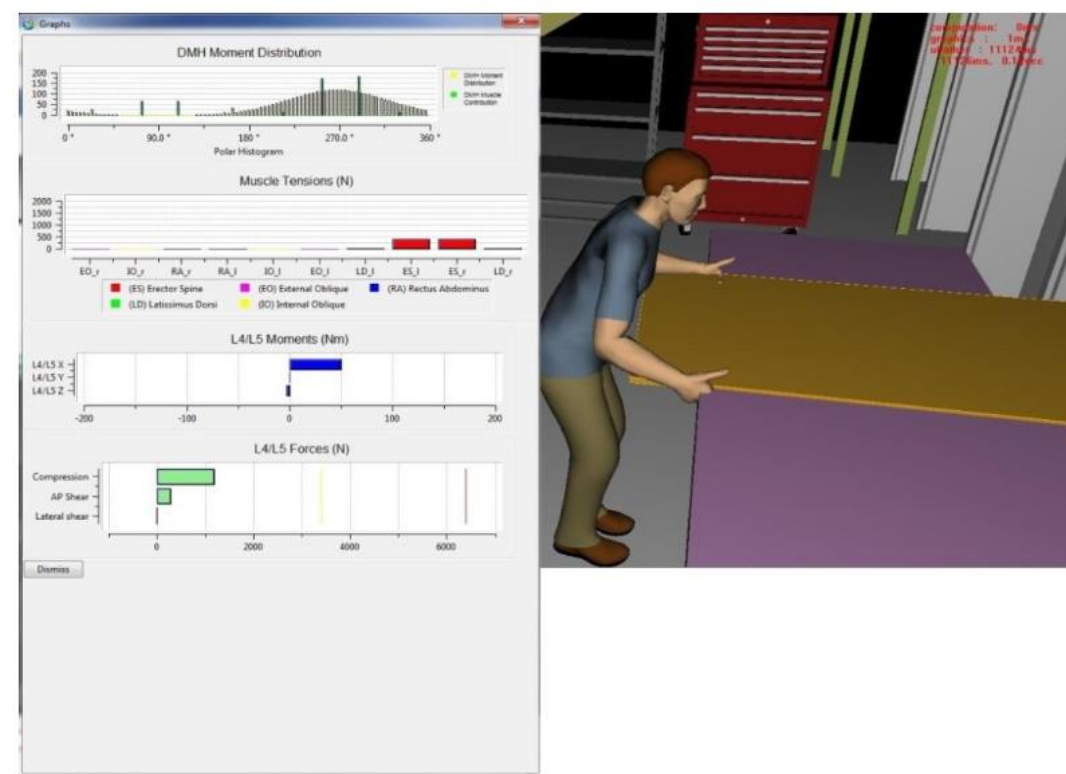 Graphs
DMH Moment Distribution
200
150
100
50
0
DMH Moment
Distribution
DMH Muscle
Contribution
0 ° 90.0 ° 180 ° 270.0 ° 360 °
Polar Histogram
Muscle Tensions (N)
2000
1500
1000
500
0
EO_r IO_r RA_r RA_l IO_l EO_l LD_l ES_l ES_r LD_r
(ES) Erector Spine (EO) External Oblique (RA) Rectus Abdominus
(LD) Latissimus Dorsi (IO) Internal Oblique
L4/L5 Moments (Nm)
L4/L5 X
L4/L5 Y
L4/L5 Z
-200 -100 0 100 200
L4/L5 Forces (N)
Compression
AP Shear
Lateral shear
0 2000 4000 6000
Dismiss
graphics : 1ms